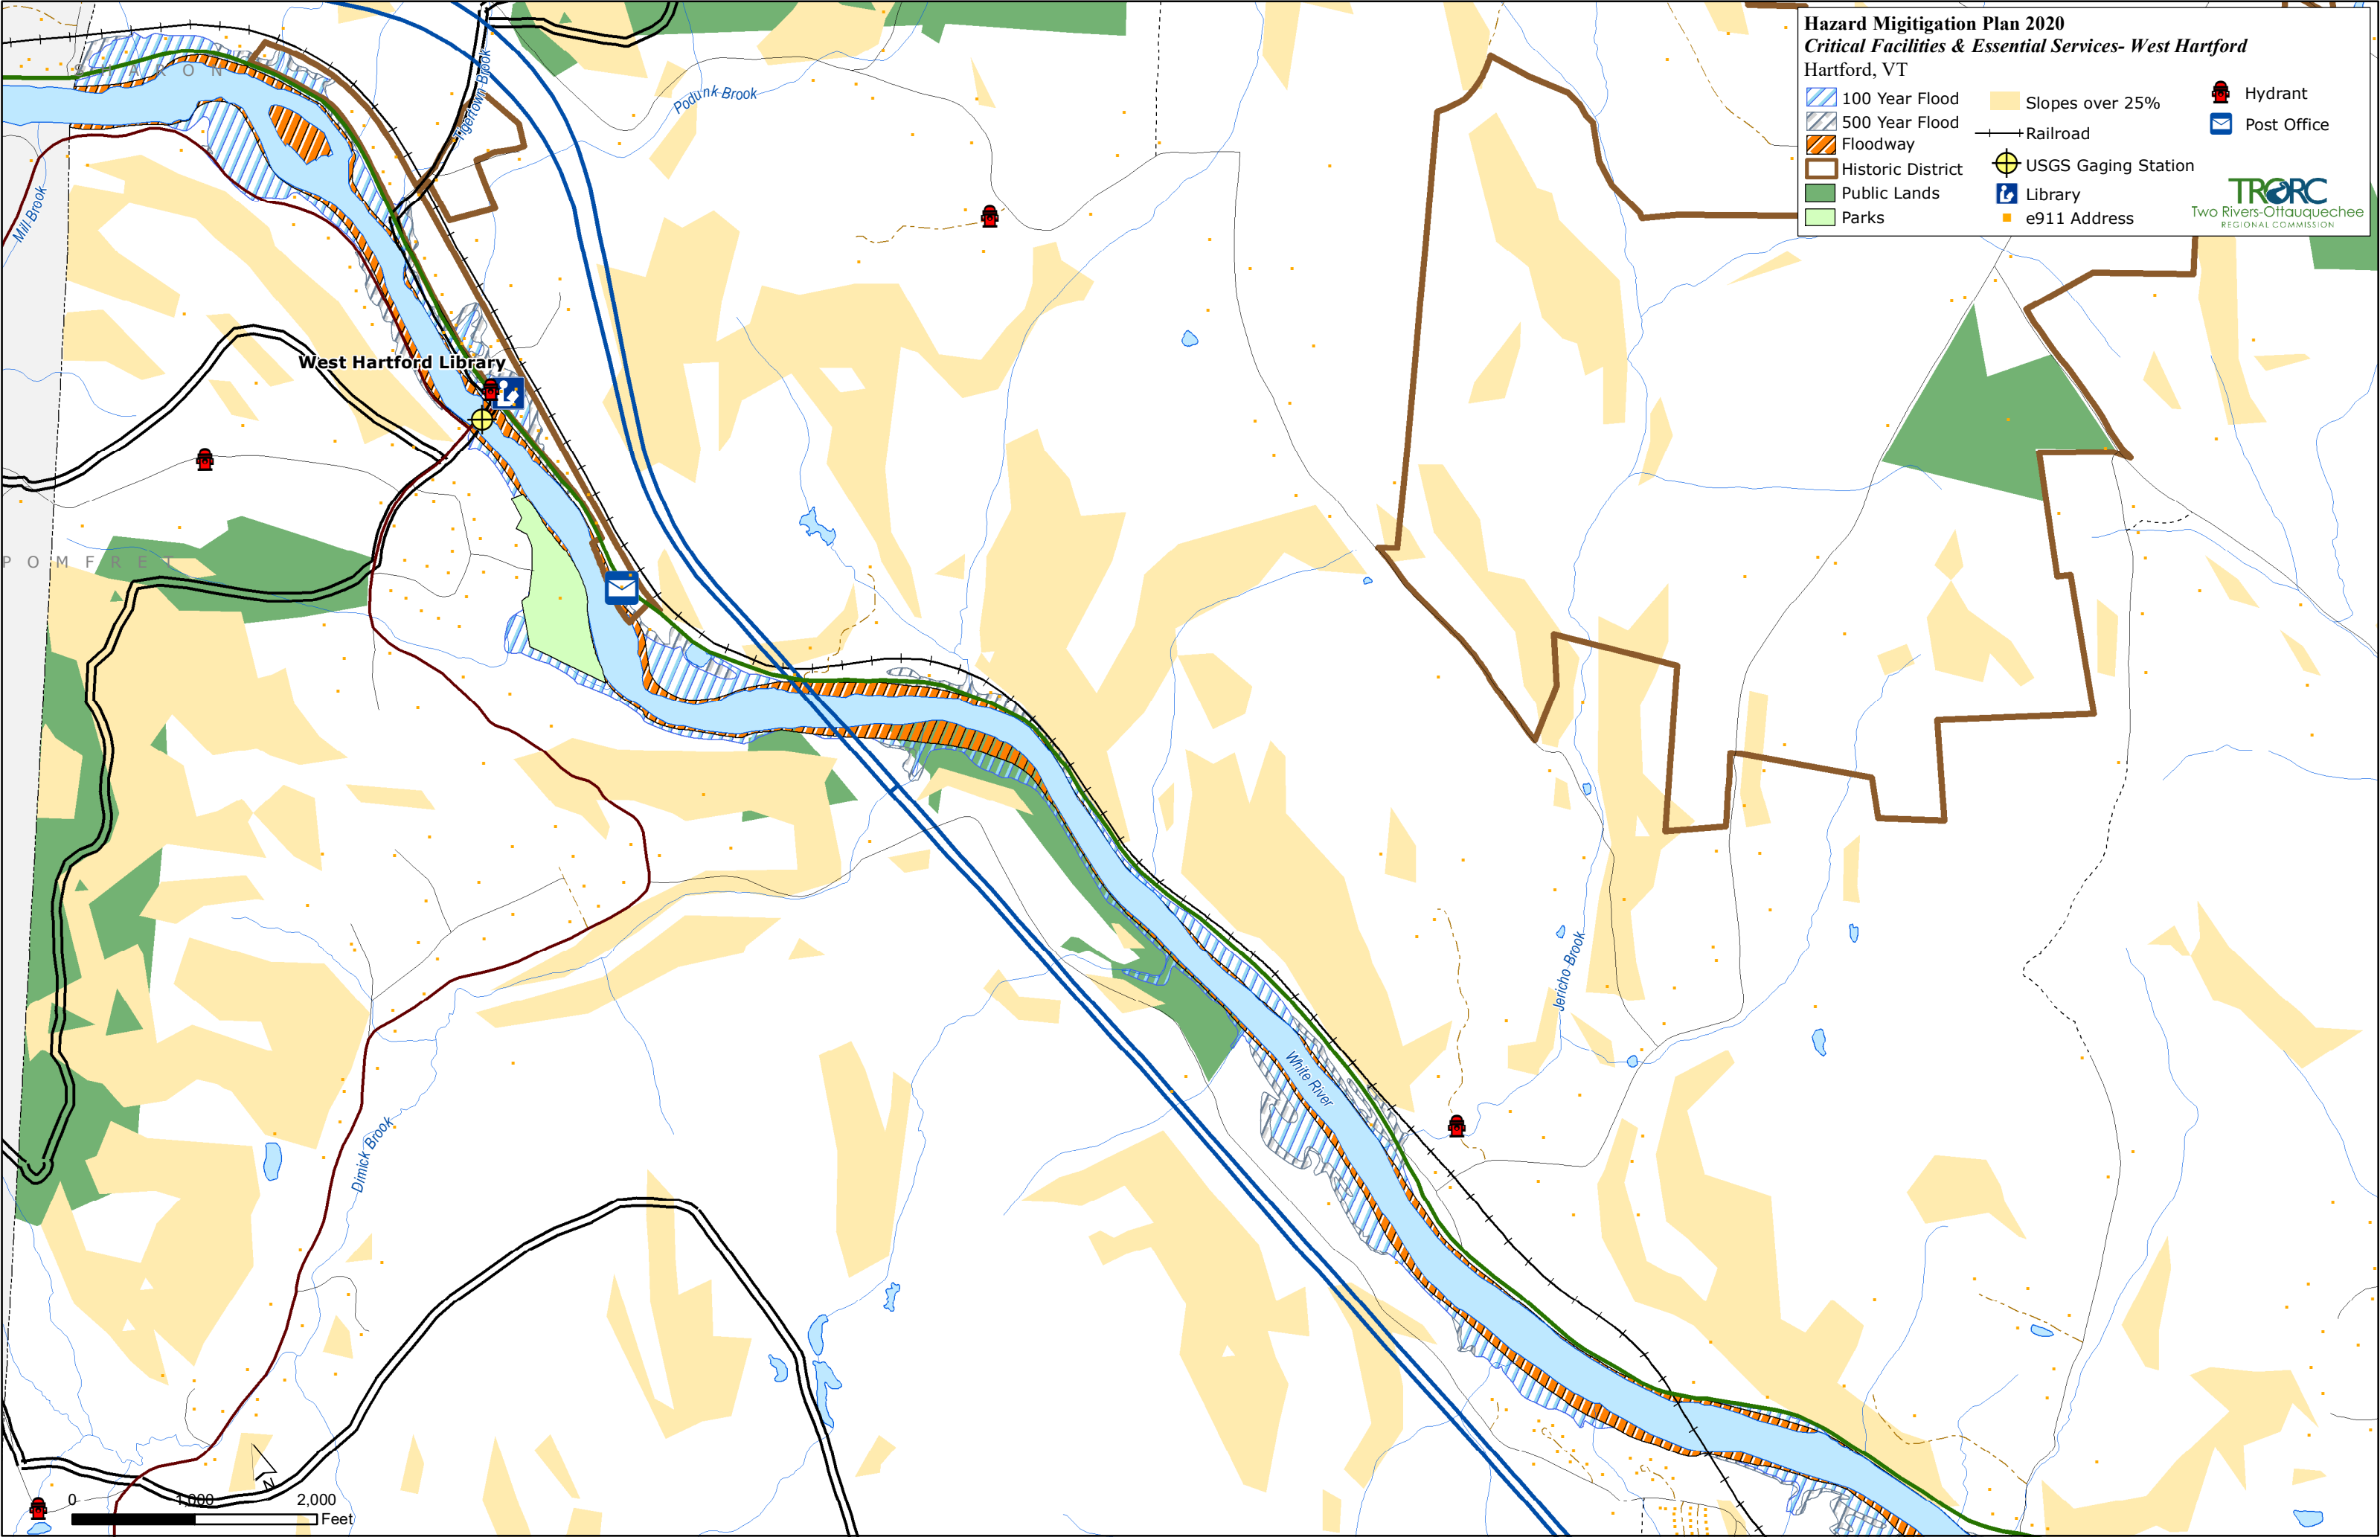 Hazard Migitigation Plan 2020
Critical Facilities & Essential Services- West Hartford
Hartford, VT
100 Year Flood
500 Year Flood
Floodway
Historic District
Public Lands
Parks
Slopes over 25%
Railroad
USGS Gaging Station
Library
e911 Address
Hydrant
Post Office
TRORC
Two Rivers-Ottauquechee
REGIONAL COMMISSION
SHARON
Tigertown Brook
Podunk Brook
Mill Brook
West Hartford Library
POMFRET
Jericho Brook
White River
Dimick Brook
N
0 1,000 2,000
Feet